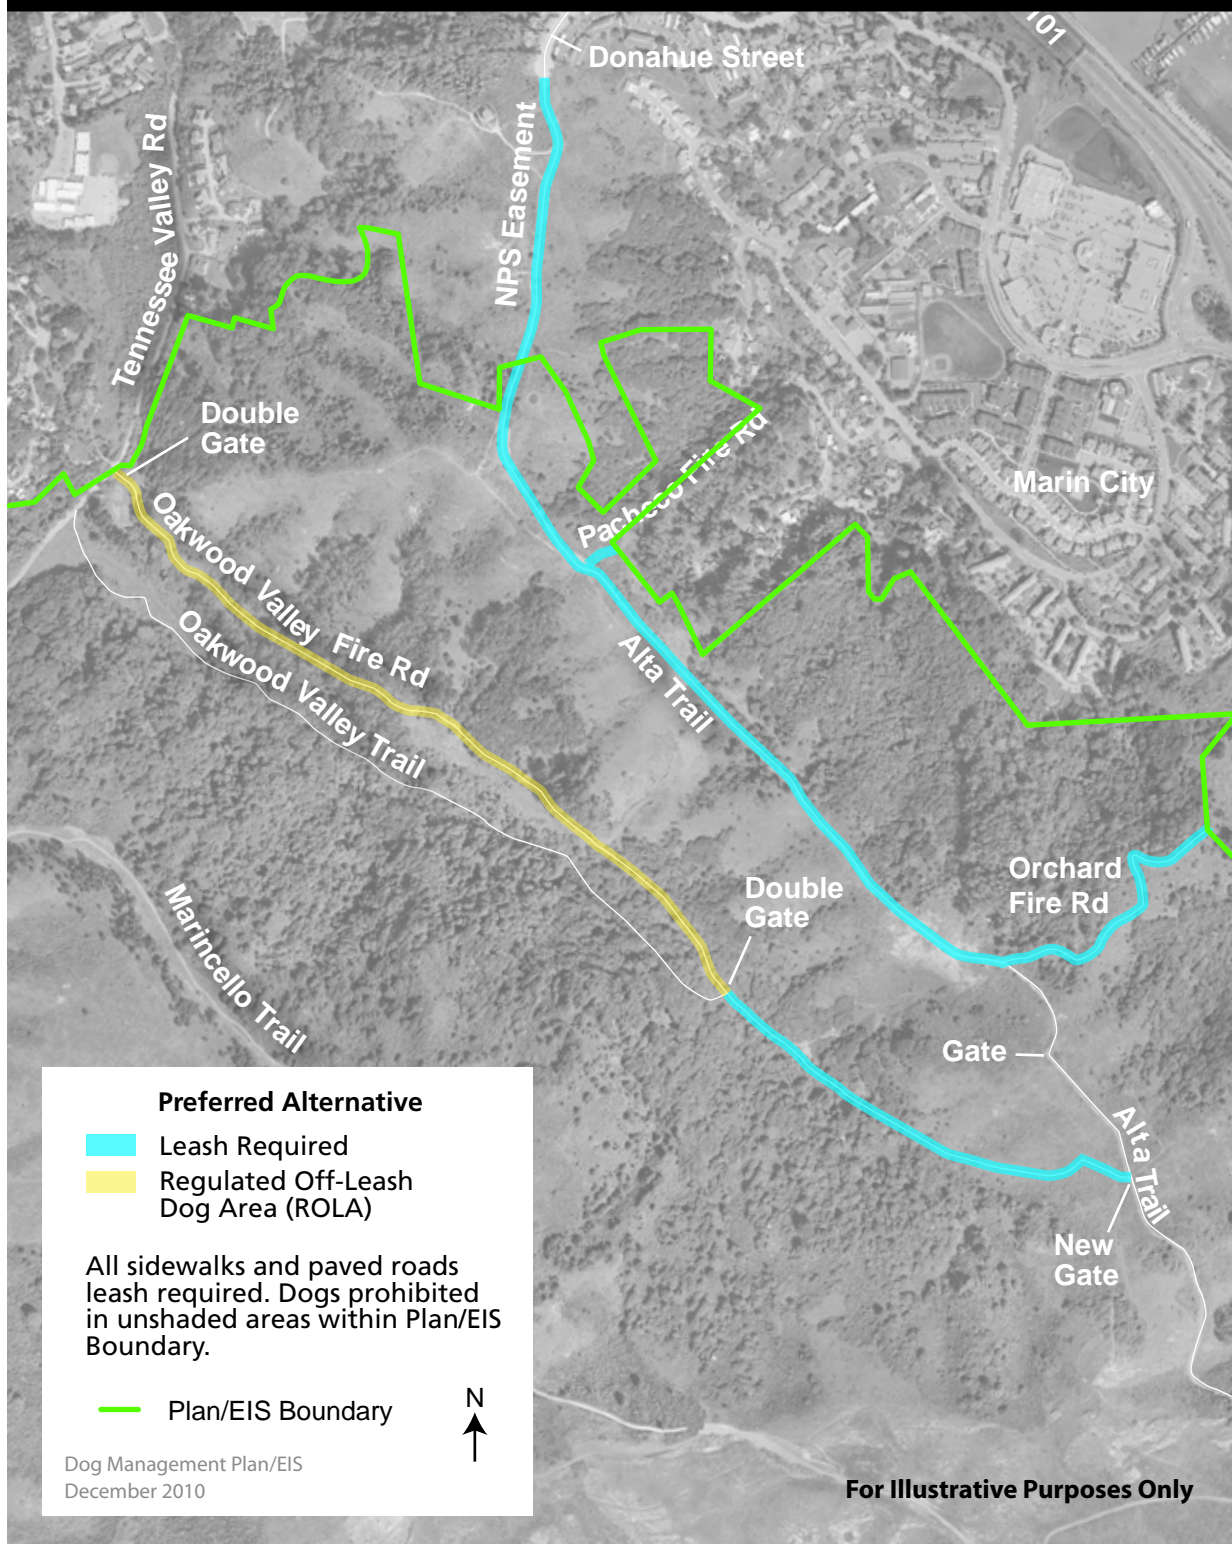 101
Donahue Street
NPS Easement
Tennessee Valley Rd
Double
Gate
Pacheco Fire Rd
Marin City
Oakwood Valley Fire Rd
Oakwood Valley Trail
Alta Trail
Orchard
Fire Rd
Double
Gate
Marincello Trail
Gate
Alta Trail
New
Gate
Preferred Alternative
Leash Required
Regulated Off-Leash
Dog Area (ROLA)
All sidewalks and paved roads
leash required. Dogs prohibited
in unshaded areas within Plan/EIS
Boundary.
Plan/EIS Boundary
N
Dog Management Plan/EIS
December 2010
For Illustrative Purposes Only